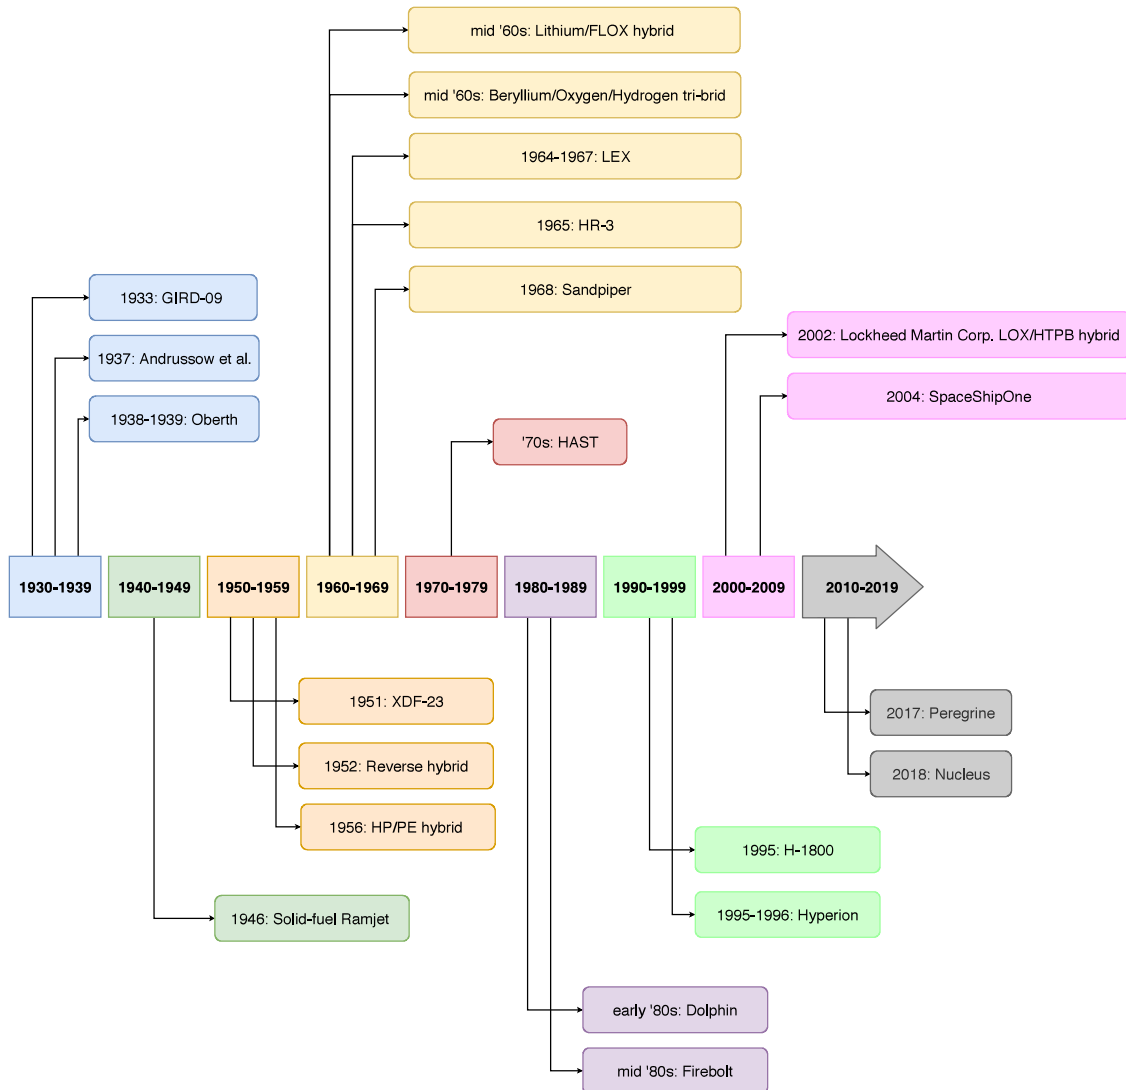 mid '60s: Lithium/FLOX hybrid
mid '60s: Beryllium/Oxygen/Hydrogen tri-brid
1964-1967: LEX
1965: HR-3
1968: Sandpiper
1933: GIRD-09
1937: Andrussow et al.
1938-1939: Oberth
2002: Lockheed Martin Corp. LOX/HTPB hybrid
2004: SpaceShipOne
'70s: HAST
1930-1939
1940-1949
1950-1959
1960-1969
1970-1979
1980-1989
1990-1999
2000-2009
2010-2019
1951: XDF-23
1952: Reverse hybrid
1956: HP/PE hybrid
2017: Peregrine
2018: Nucleus
1995: H-1800
1995-1996: Hyperion
1946: Solid-fuel Ramjet
early '80s: Dolphin
mid '80s: Firebolt